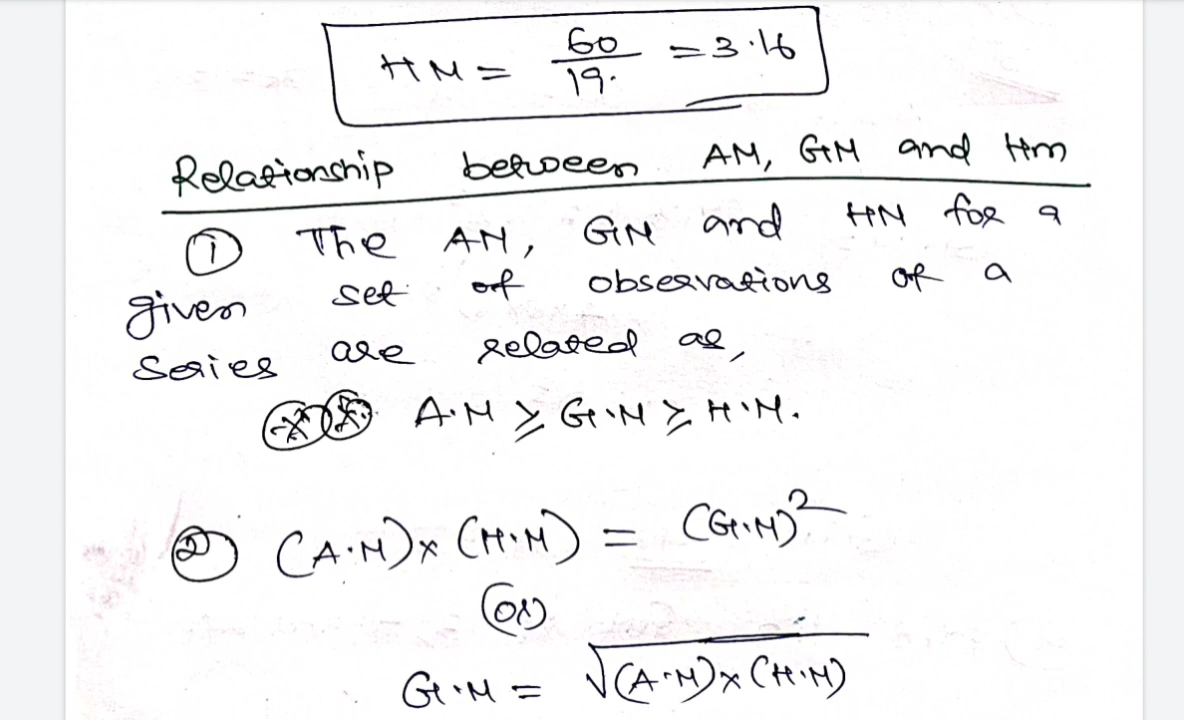 HM = 60/19. = 3.16
Relationship between AM, GM and Hm
① The AM, GM and HM for a
given set of observations of a
series are related as,
A.M ≥ G.M ≥ H.M.
② (A.M) x (H.M) = (G.M)²
(or)
G.M = √(A.M) x (H.M)